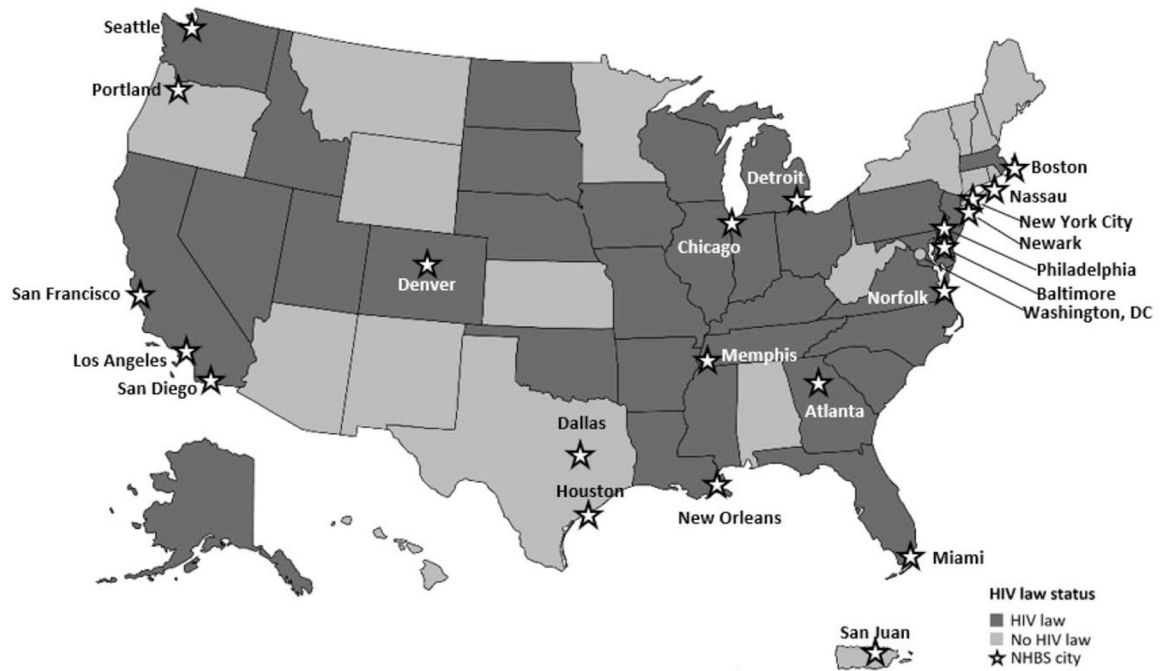 Seattle
Portland
Boston
Detroit
Nassau
New York City
Newark
Chicago
Philadelphia
Denver
San Francisco
Norfolk
Baltimore
Washington, DC
Los Angeles
Memphis
San Diego
Atlanta
Dallas
Houston
New Orleans
Miami
HIV law status
HIV law
No HIV law
NHBS city
San Juan